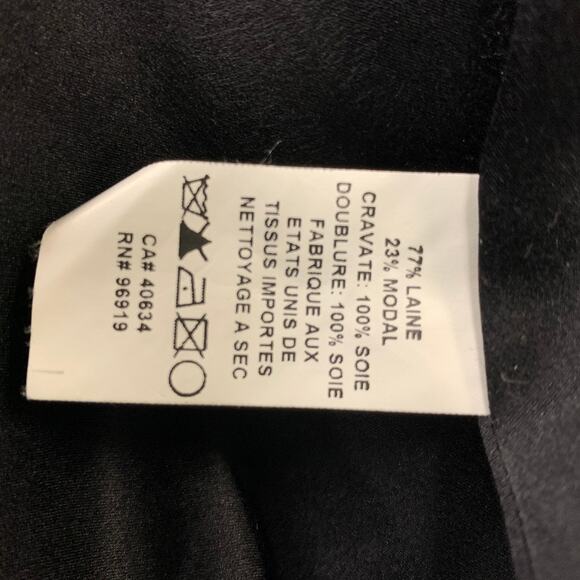 77% LAINE
23% MODAL
CRAVATE: 100% SOIE
DOUBLURE: 100% SOIE
FABRIQUE AUX
ETATS UNIS DE
TISSUS IMPORTES
NETTOYAGE A SEC
CA# 40634
RN# 96919